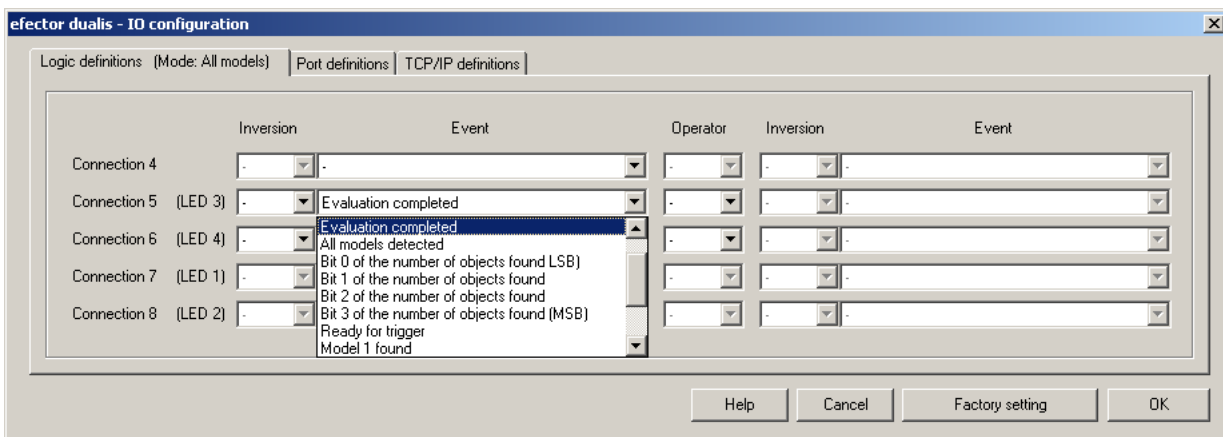 efector dualis - IO configuration
Logic definitions (Mode: All models) Port definitions TCP/IP definitions
Inversion Event Operator Inversion Event
Connection 4 - - - - -
Connection 5 (LED 3) - Evaluation completed - - -
Evaluation completed
Connection 6 (LED 4) - All models detected - - -
Bit 0 of the number of objects found LSB)
Connection 7 (LED 1) - Bit 1 of the number of objects found - - -
Bit 2 of the number of objects found
Connection 8 (LED 2) - Bit 3 of the number of objects found (MSB) - - -
Ready for trigger
Model 1 found
Help Cancel Factory setting OK